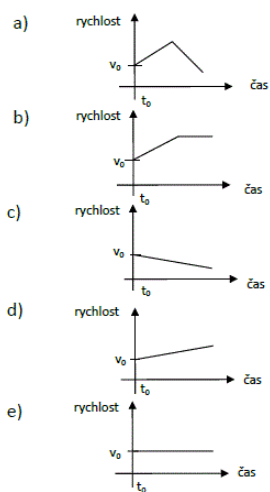 a)
rychlost
v₀
čas
t₀
b)
rychlost
v₀
čas
t₀
c)
rychlost
v₀
čas
t₀
d)
rychlost
v₀
čas
t₀
e)
rychlost
v₀
čas
t₀